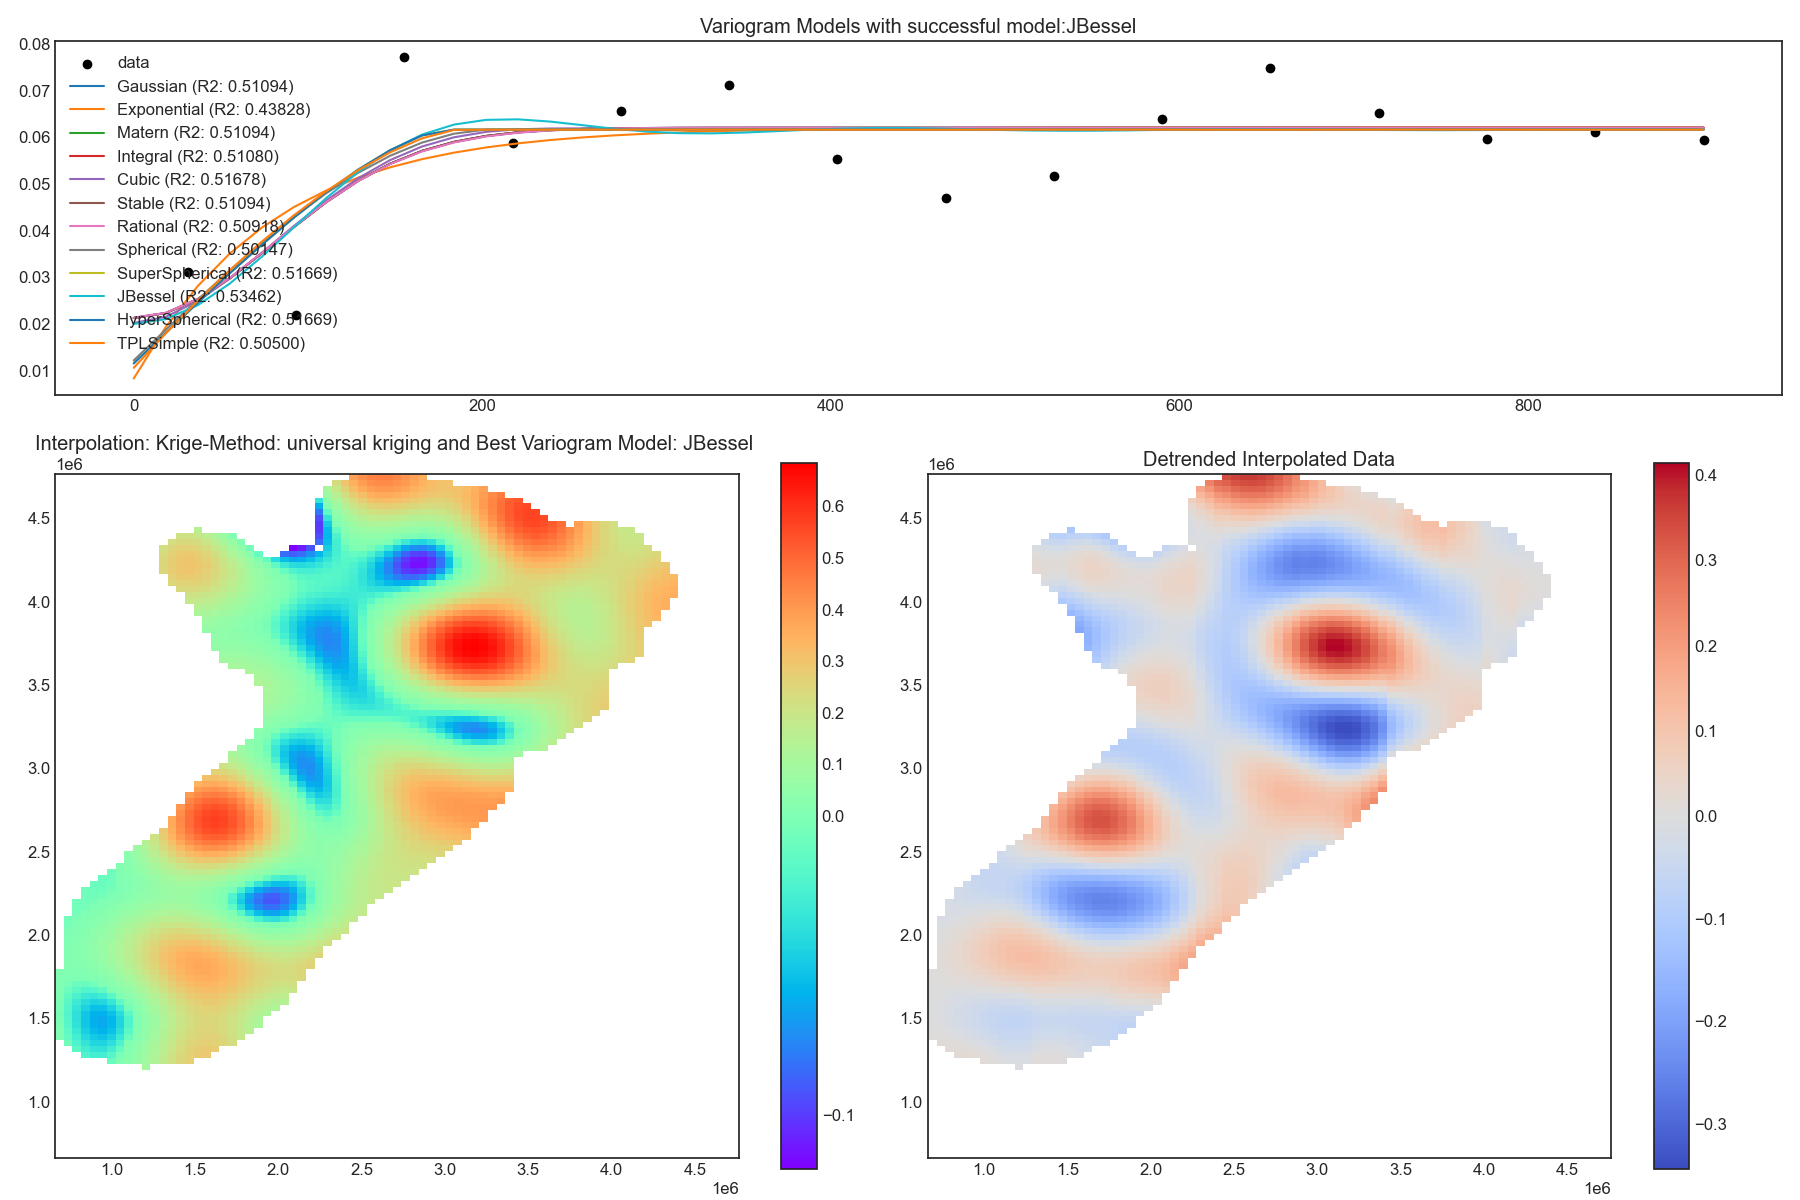 Variogram Models with successful model:JBessel
0.08
0.07
0.06
0.05
0.04
0.03
0.02
0.01
data
Gaussian (R2: 0.51094)
Exponential (R2: 0.43828)
Matern (R2: 0.51094)
Integral (R2: 0.51080)
Cubic (R2: 0.51678)
Stable (R2: 0.51094)
Rational (R2: 0.50918)
Spherical (R2: 0.50147)
SuperSpherical (R2: 0.51669)
JBessel (R2: 0.53462)
HyperSpherical (R2: 0.51669)
TPLSimple (R2: 0.50500)
0 200 400 600 800
Interpolation: Krige-Method: universal kriging and Best Variogram Model: JBessel
1e6
4.5
4.0
3.5
3.0
2.5
2.0
1.5
1.0
1.0 1.5 2.0 2.5 3.0 3.5 4.0 4.5
1e6
0.6
0.5
0.4
0.3
0.2
0.1
0.0
−0.1
Detrended Interpolated Data
1e6
4.5
4.0
3.5
3.0
2.5
2.0
1.5
1.0
1.0 1.5 2.0 2.5 3.0 3.5 4.0 4.5
1e6
0.4
0.3
0.2
0.1
0.0
−0.1
−0.2
−0.3